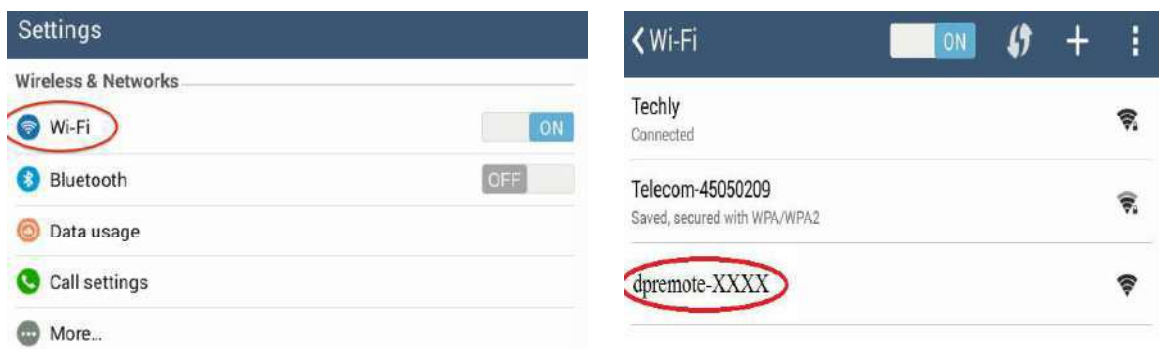 Settings
Wireless & Networks
Wi-Fi ON
Bluetooth OFF
Data usage
Call settings
More...
Wi-Fi ON
Techly
Connected
Telecom-45050209
Saved, secured with WPA/WPA2
dpremote-XXXX